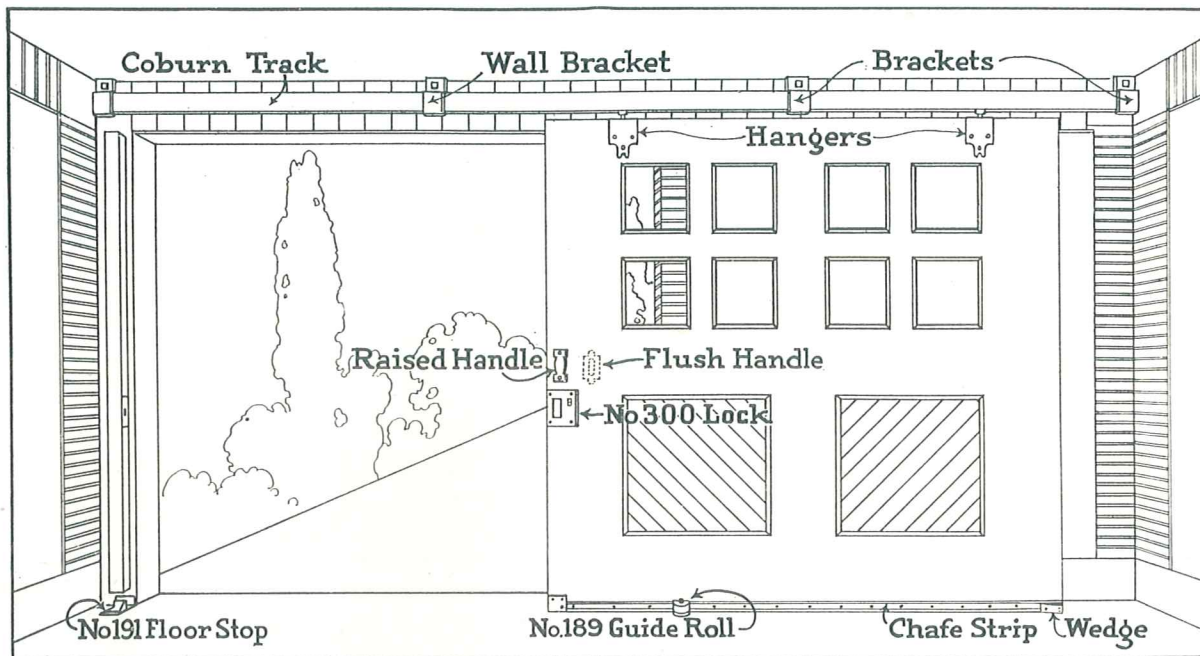 Coburn Track
Wall Bracket
Brackets
Hangers
Raised Handle
Flush Handle
No.300 Lock
No191 Floor Stop
No.189 Guide Roll
Chafe Strip
Wedge